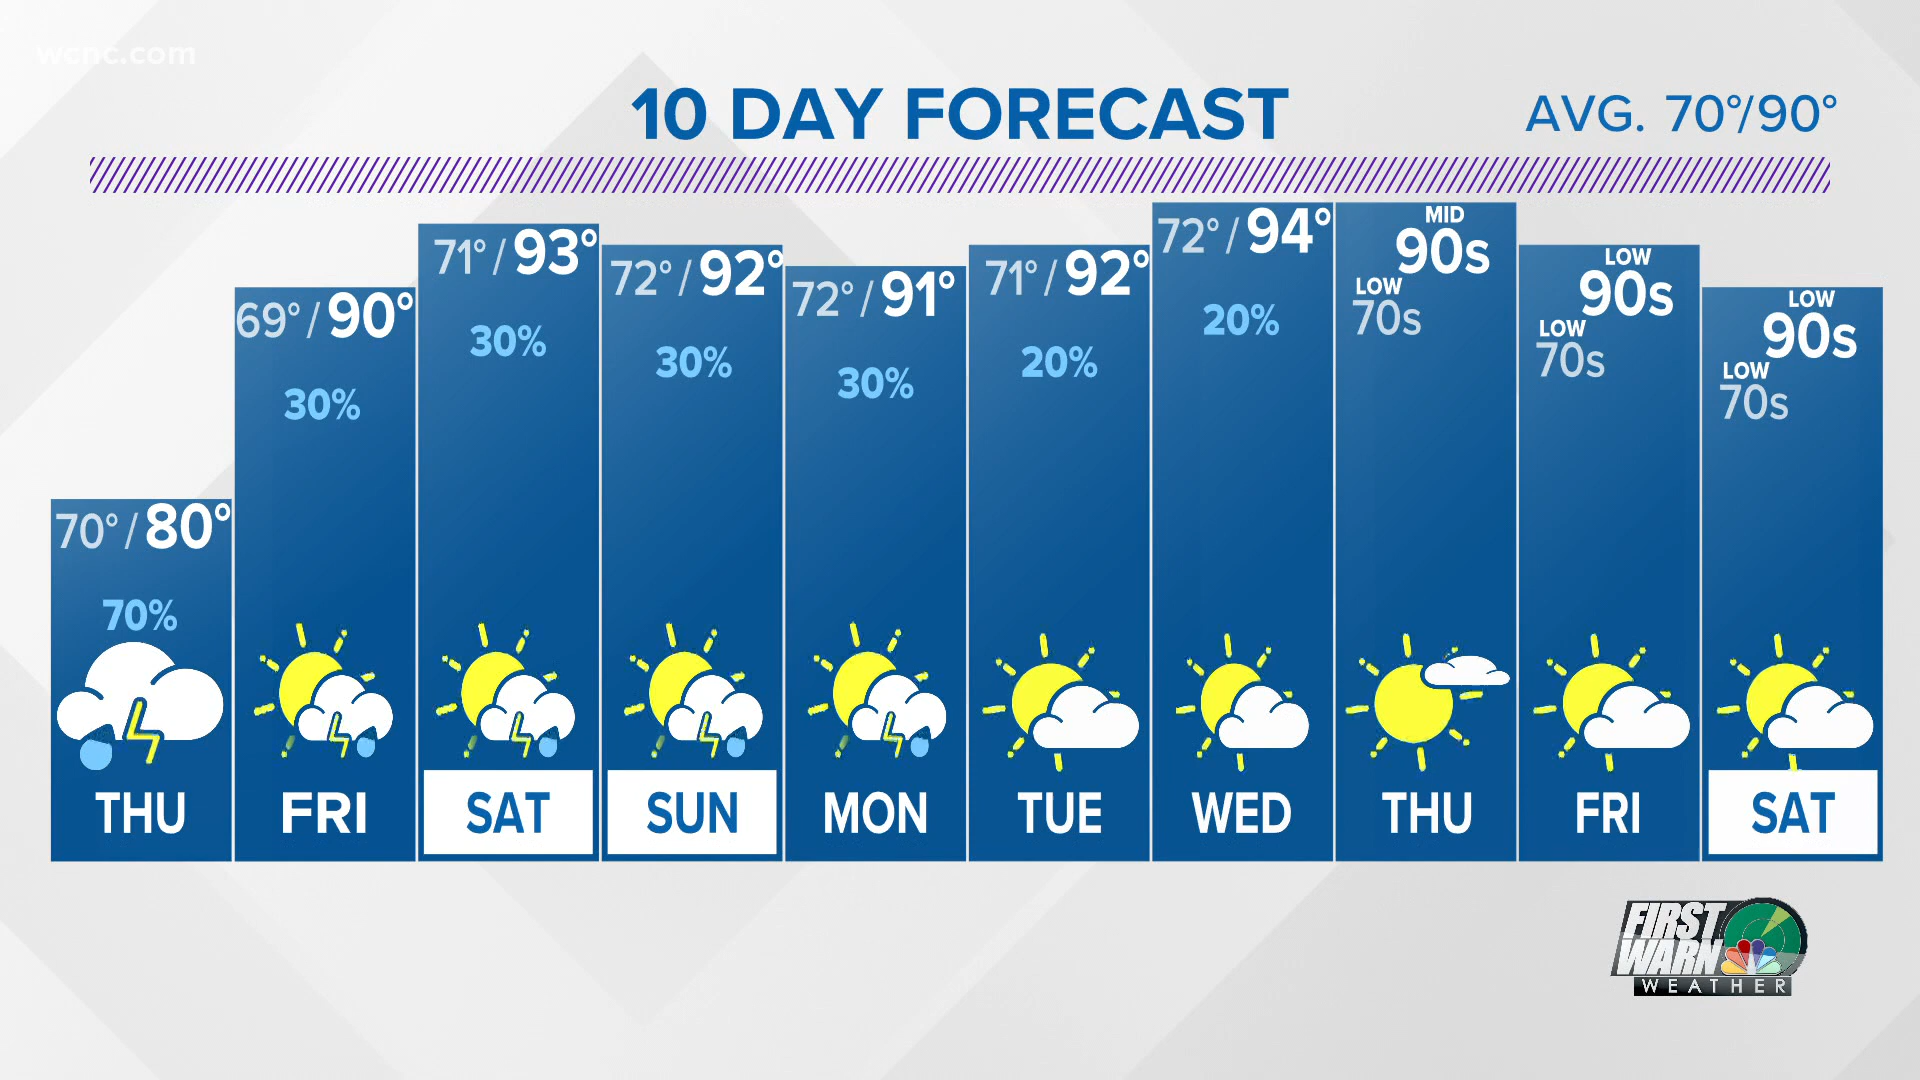 wcnc.com
10 DAY FORECAST
AVG. 70°/90°
70°/80°
70%
THU
69°/90°
30%
FRI
71°/93°
30%
SAT
72°/92°
30%
SUN
72°/91°
30%
MON
71°/92°
20%
TUE
72°/94°
20%
WED
MID
90s
LOW
70s
THU
LOW
90s
LOW
70s
FRI
LOW
90s
LOW
70s
SAT
FIRST
WARN
WEATHER